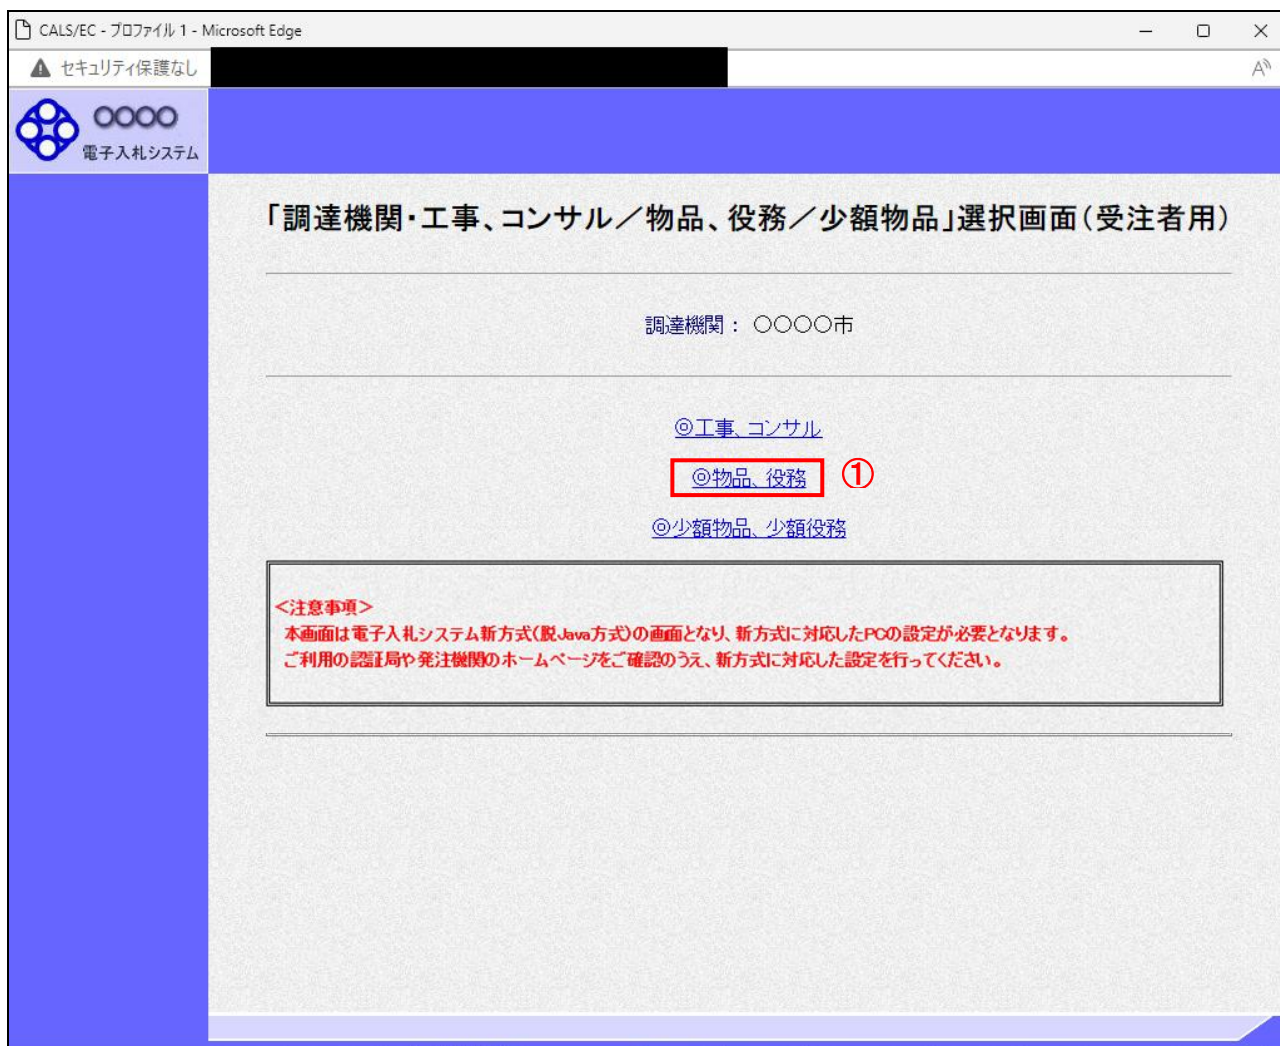 CALS/EC - プロファイル 1 - Microsoft Edge
セキュリティ保護なし
○○○○
電子入札システム
「調達機関・工事、コンサル／物品、役務／少額物品」選択画面（受注者用）
調達機関： ○○○○市
◎工事、コンサル
◎物品、役務 ①
◎少額物品、少額役務
＜注意事項＞
本画面は電子入札システム新方式(脱Java方式)の画面となり、新方式に対応したPCの設定が必要となります。
ご利用の認証局や発注機関のホームページをご確認のうえ、新方式に対応した設定を行ってください。